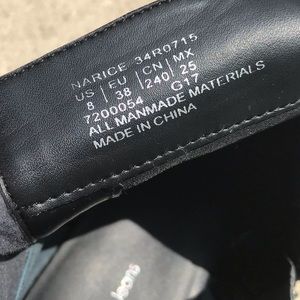 NARICE 34R0715
US EU CN MX
8 38 240 25
7200054 G17
ALL MANMADE MATERIALS
MADE IN CHINA